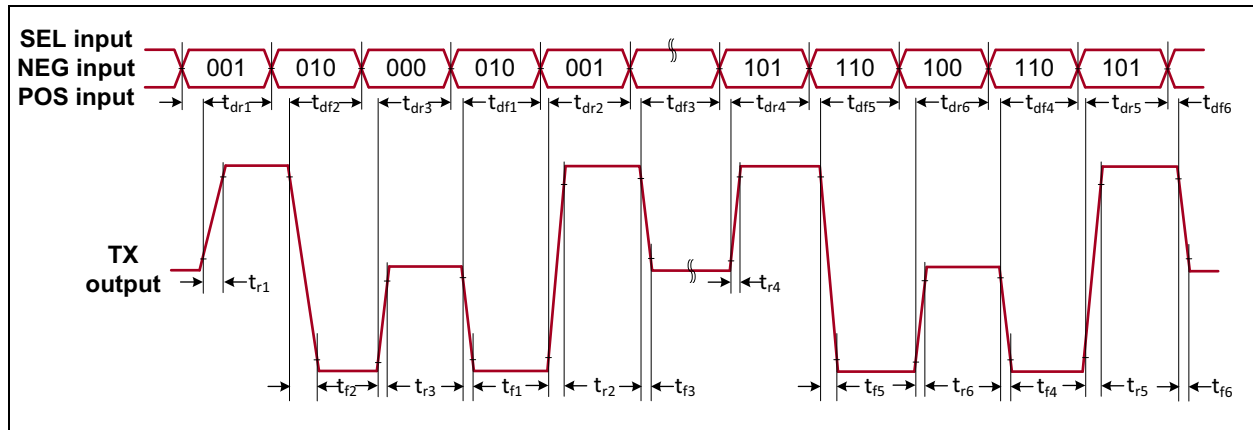 SEL input
NEG input
POS input
001 010 000 010 001 101 110 100 110 101
tdr1 tdf2 tdr3 tdf1 tdr2 tdf3 tdr4 tdf5 tdr6 tdf4 tdr5 tdf6
TX
output
tr1 tr4
tf2 tr3 tf1 tr2 tf3 tf5 tr6 tf4 tr5 tf6